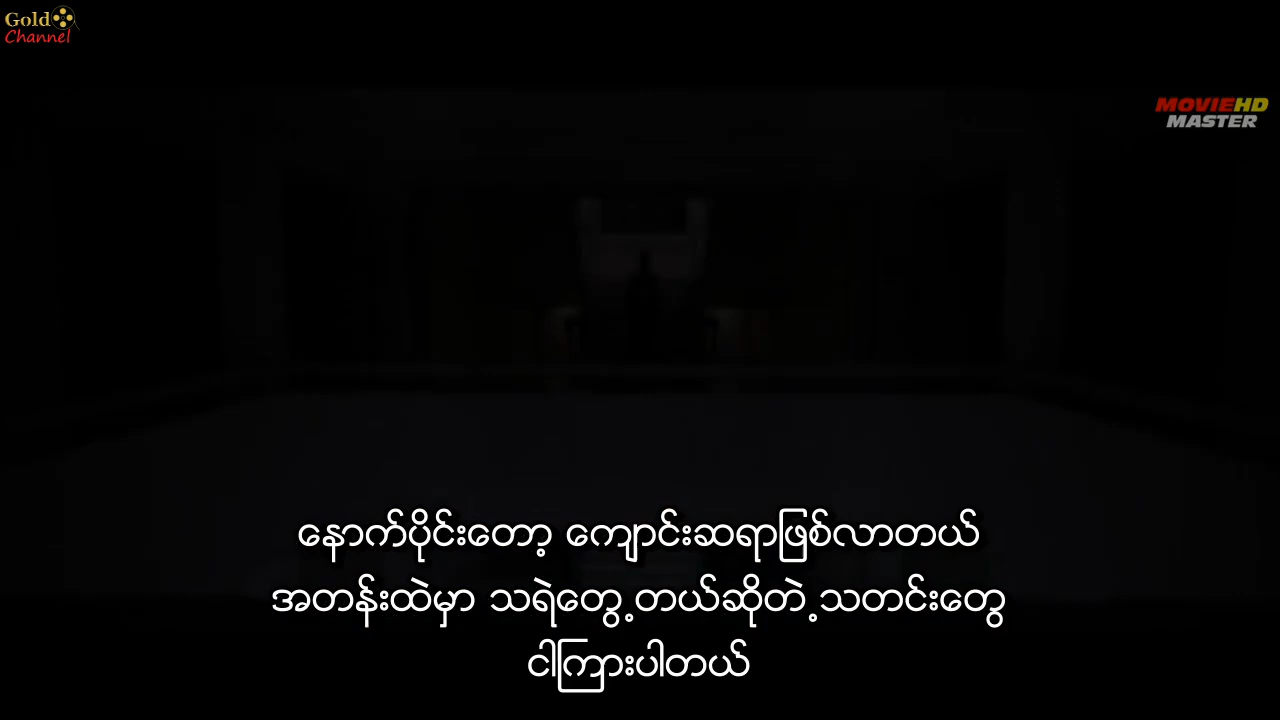 Gold
Channel
MOVIEHD
MASTER
နောက်ပိုင်းတော့ ကျောင်းဆရာဖြစ်လာတယ်
အတန်းထဲမှာ သရဲတွေ့တယ်ဆိုတဲ့သတင်းတွေ
ငါကြားပါတယ်